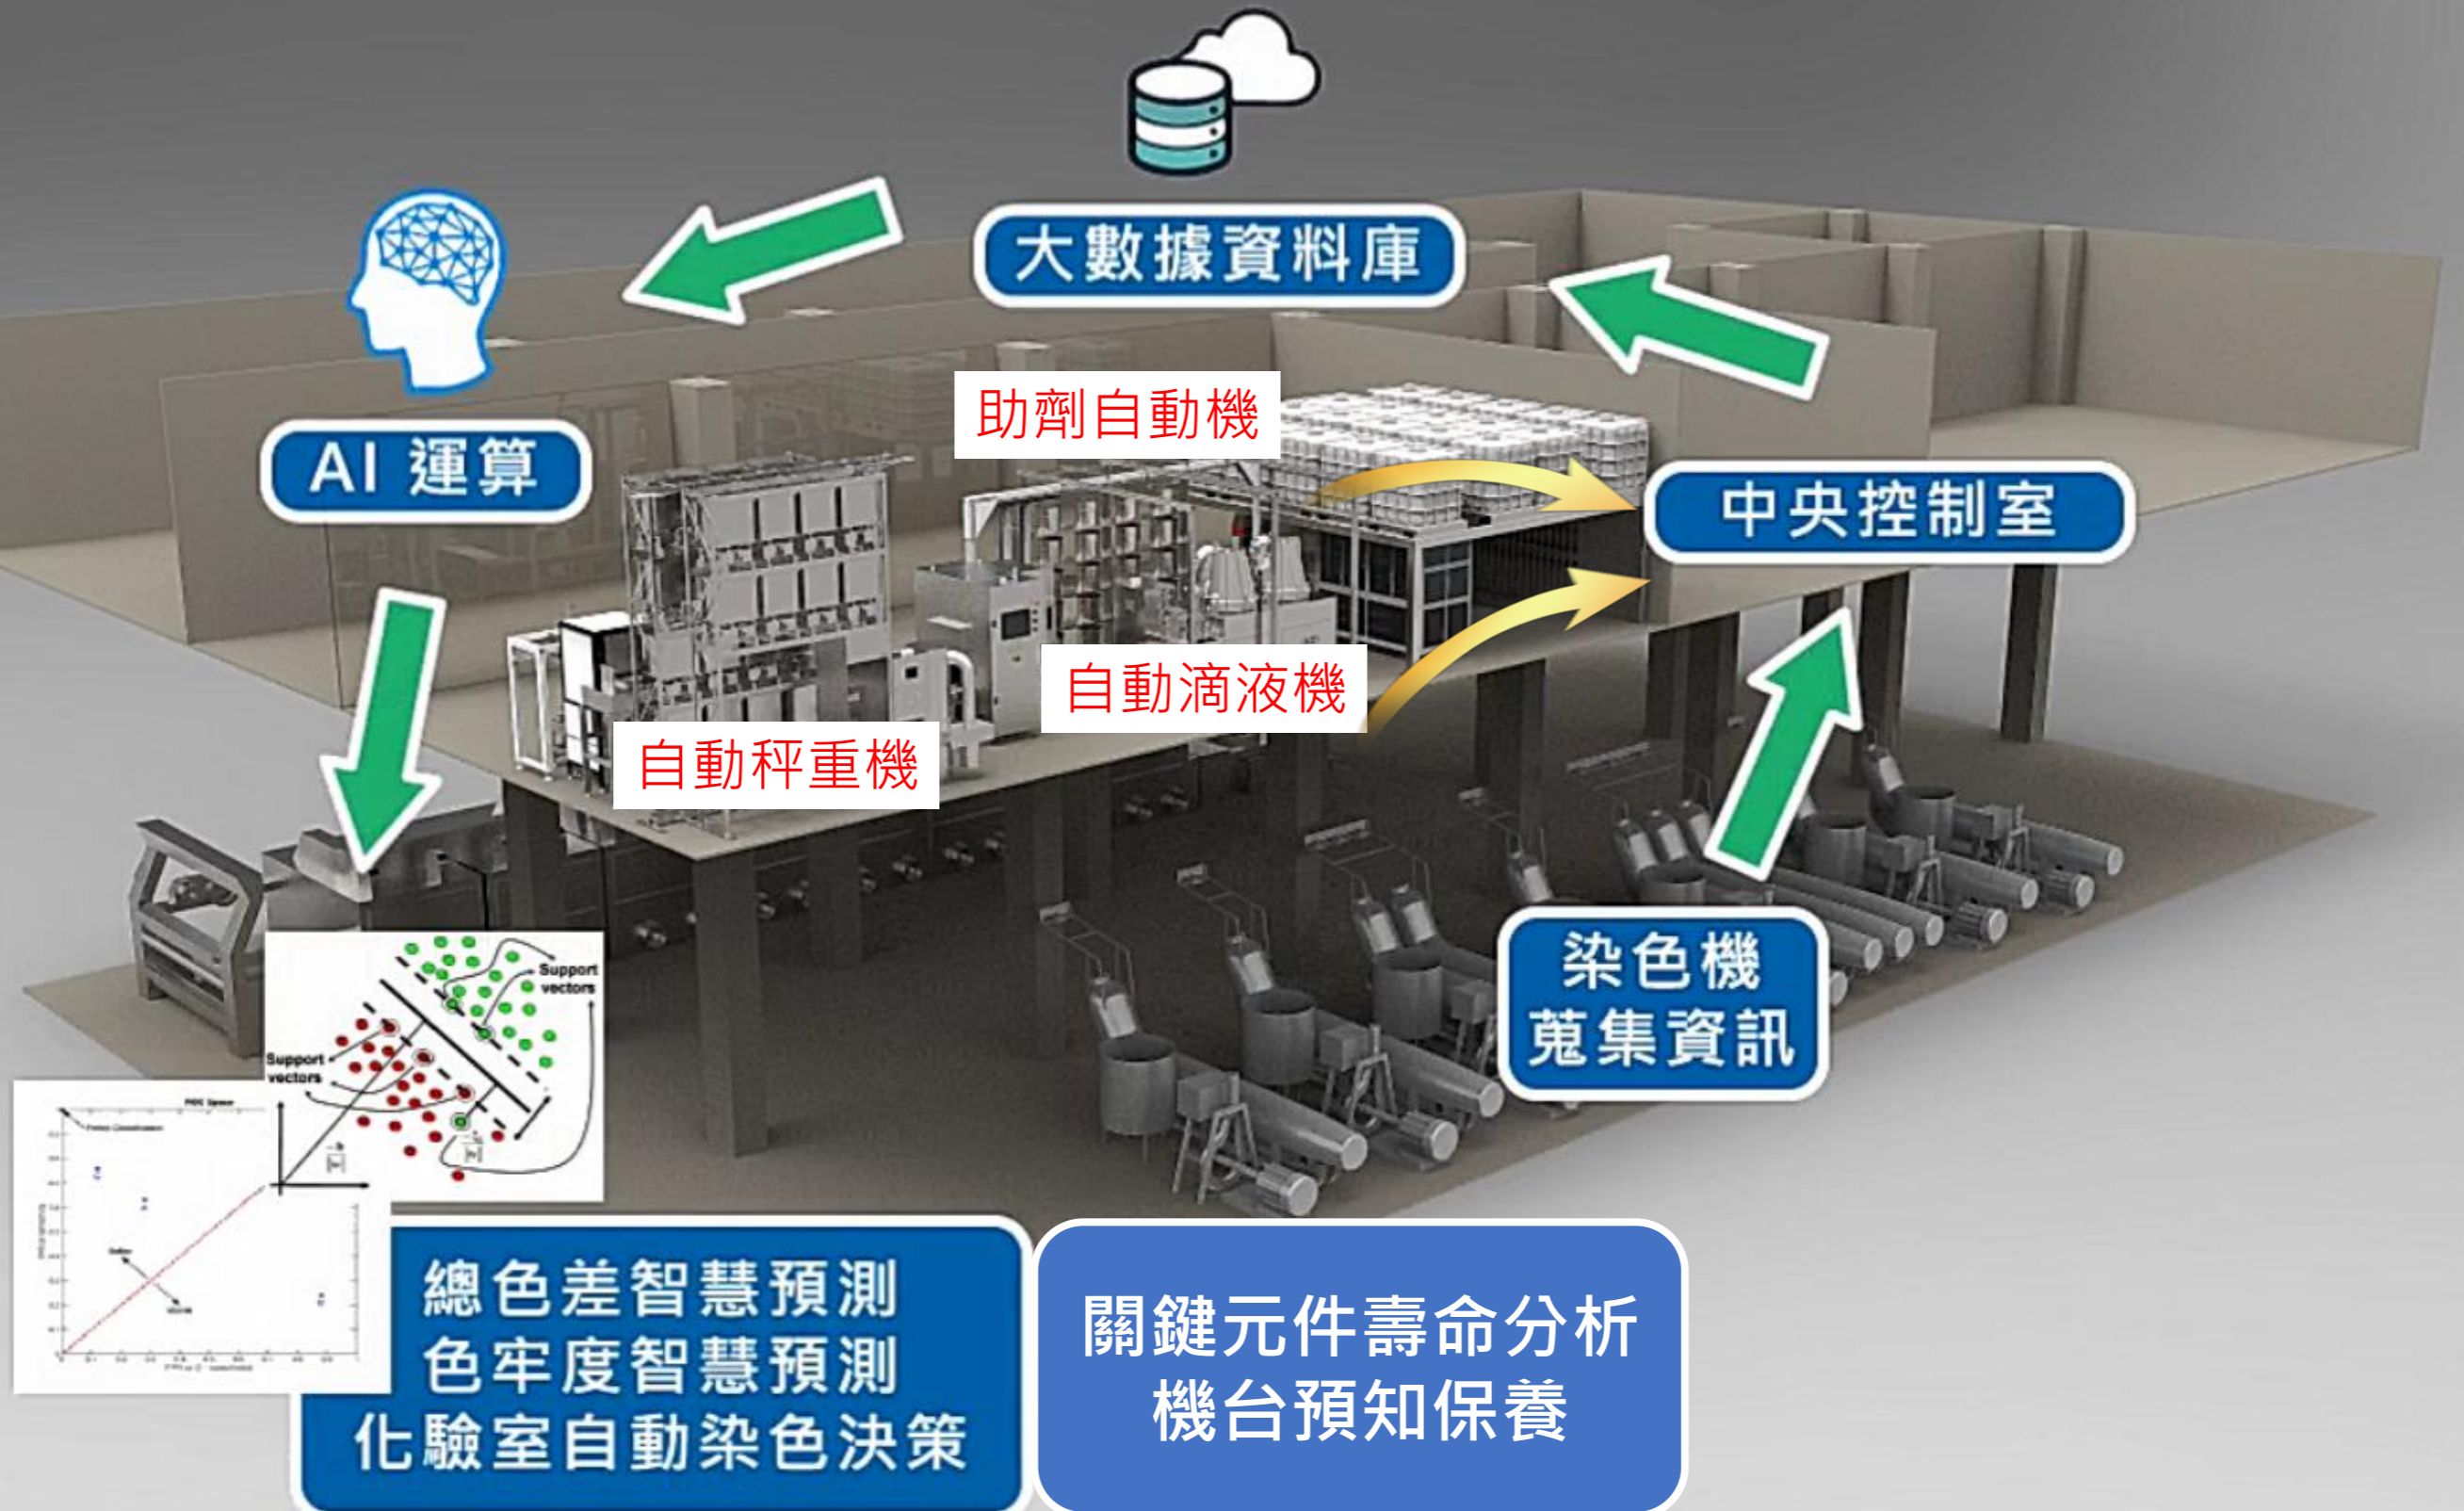 大數據資料庫
AI 運算
助劑自動機
中央控制室
自動滴液機
自動秤重機
染色機
蒐集資訊
Support
vectors
Support
vectors
總色差智慧預測
色牢度智慧預測
化驗室自動染色決策
關鍵元件壽命分析
機台預知保養